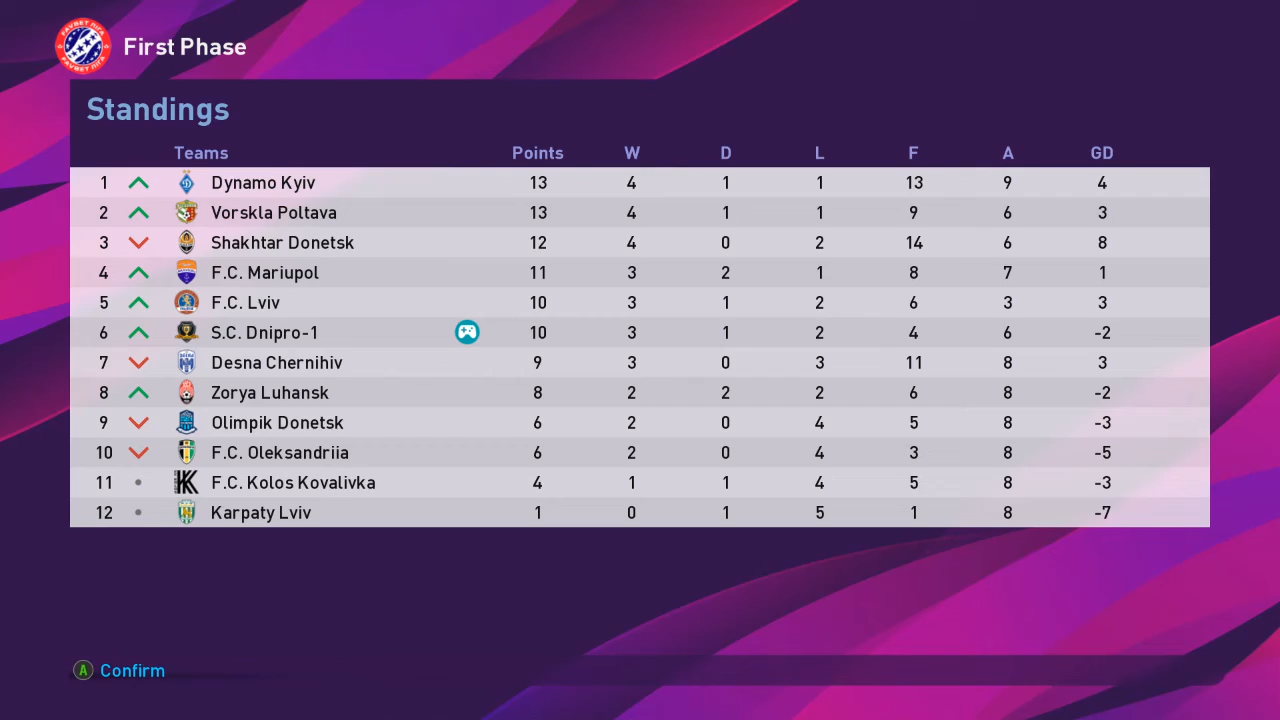 FAVBET LIGA
FAVBET LIGA
First Phase
Standings
Teams Points W D L F A GD
1 Dynamo Kyiv 13 4 1 1 13 9 4
2 Vorskla Poltava 13 4 1 1 9 6 3
3 Shakhtar Donetsk 12 4 0 2 14 6 8
4 F.C. Mariupol 11 3 2 1 8 7 1
5 F.C. Lviv 10 3 1 2 6 3 3
6 S.C. Dnipro-1 10 3 1 2 4 6 -2
7 Desna Chernihiv 9 3 0 3 11 8 3
8 Zorya Luhansk 8 2 2 2 6 8 -2
9 Olimpik Donetsk 6 2 0 4 5 8 -3
10 F.C. Oleksandriia 6 2 0 4 3 8 -5
11 F.C. Kolos Kovalivka 4 1 1 4 5 8 -3
12 Karpaty Lviv 1 0 1 5 1 8 -7
A Confirm